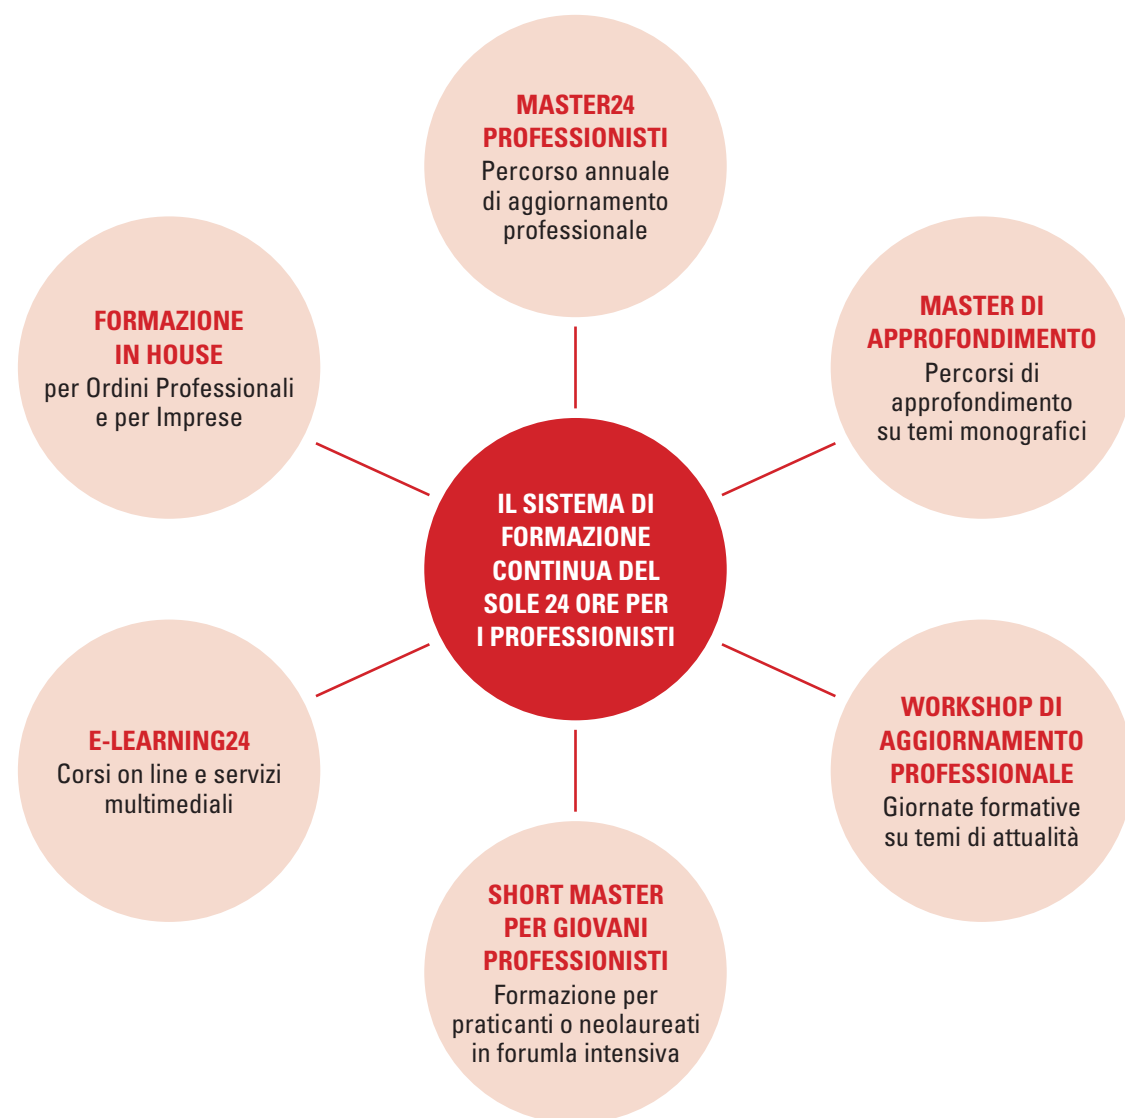 MASTER24
PROFESSIONISTI
Percorso annuale
di aggiornamento
professionale
FORMAZIONE
IN HOUSE
per Ordini Professionali
e per Imprese
MASTER DI
APPROFONDIMENTO
Percorsi di
approfondimento
su temi monografici
IL SISTEMA DI
FORMAZIONE
CONTINUA DEL
SOLE 24 ORE PER
I PROFESSIONISTI
E-LEARNING24
Corsi on line e servizi
multimediali
WORKSHOP DI
AGGIORNAMENTO
PROFESSIONALE
Giornate formative
su temi di attualità
SHORT MASTER
PER GIOVANI
PROFESSIONISTI
Formazione per
praticanti o neolaureati
in forumla intensiva